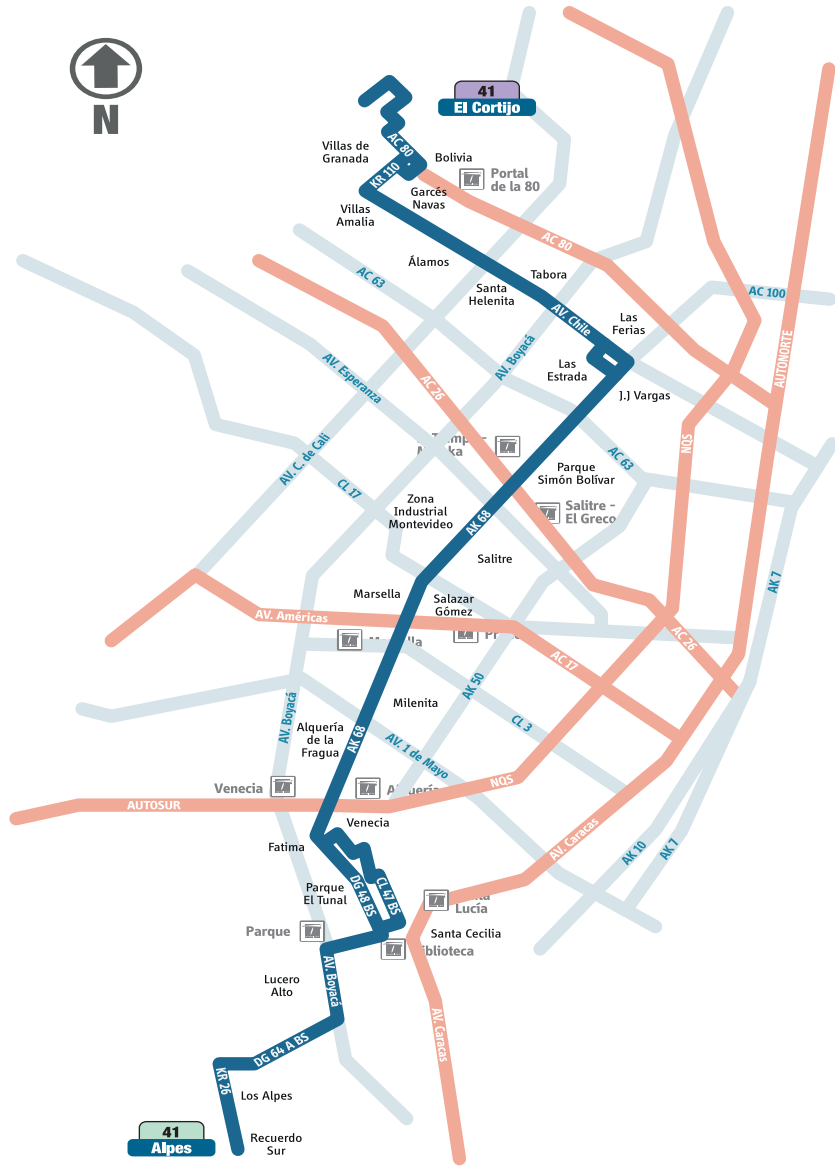 41
El Cortijo
N
Villas de
Granada
AC 80
Bolivia
KR 110
Portal
de la 80
Garcés
Navas
Villas
Amalia
AC 80
Álamos
AC 63
Tabora
Santa
Helenita
AC 100
AV. Chile
Las
Ferias
AV. Boyacá
AUTONORTE
Las
Estrada
AV. Esperanza
AC 26
J.J Vargas
NQS
AV. C. de Cali
AC 63
Parque
Simón Bolívar
CL 17
Zona
Industrial
Montevideo
Salitre -
El Greco
AK 68
Salitre
AK 7
Marsella
Salazar
Gómez
AV. Américas
AC 26
AC 17
AK 50
Milenita
AV. Boyacá
CL 3
Alquería
de la
Fragua
AK 68
AV. 1 de Mayo
Venecia
NQS
AUTOSUR
Venecia
Fatima
AV. Caracas
AK 10
AK 7
Parque
El Tunal
DG 48 BS
CL 47 BS
Lucía
Parque
Santa Cecilia
AV. Boyacá
Lucero
Alto
AV. Caracas
DG 64 A BS
KR 26
Los Alpes
41
Alpes
Recuerdo
Sur